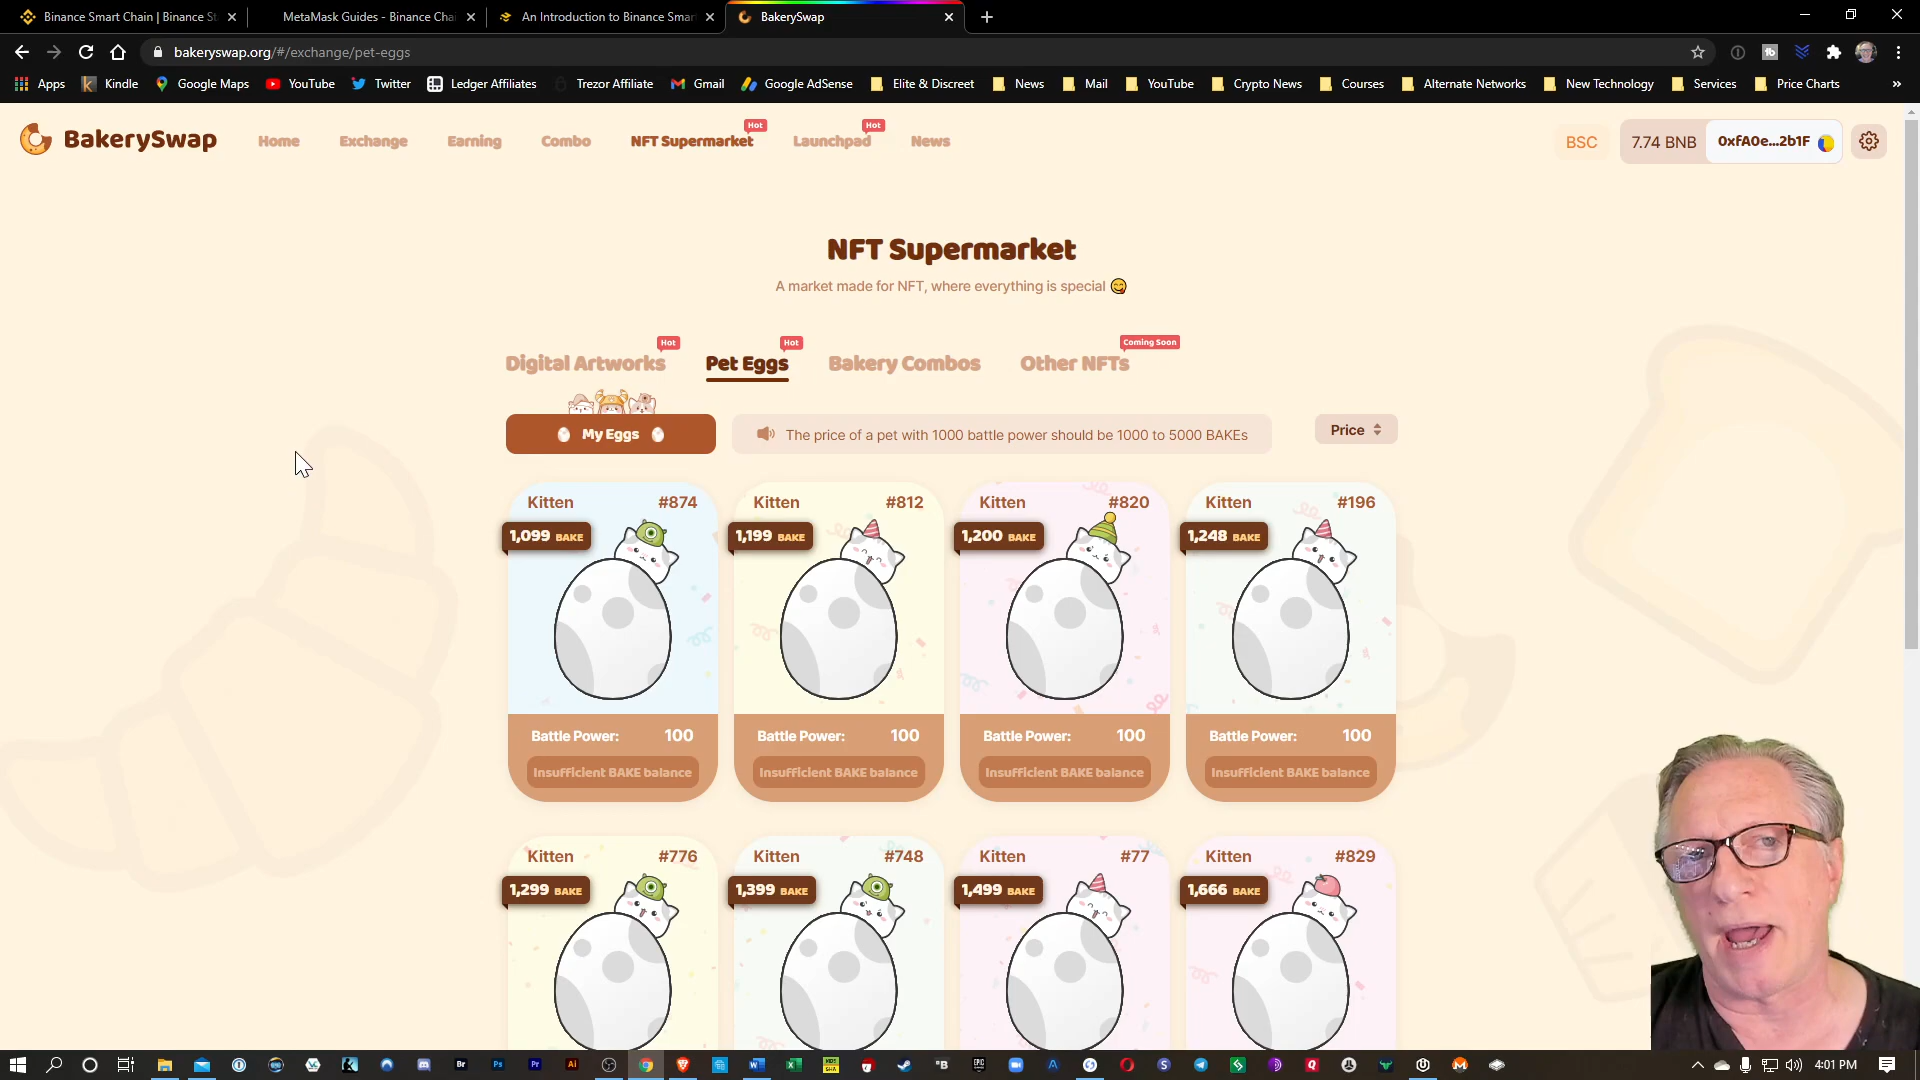 Binance Smart Chain | Binance St
MetaMask Guides - Binance Chai
An Introduction to Binance Smar
BakerySwap
bakeryswap.org/#/exchange/pet-eggs
Apps
Kindle
Google Maps
YouTube
Twitter
Ledger Affiliates
Trezor Affiliate
Gmail
Google AdSense
Elite & Discreet
News
Mail
YouTube
Crypto News
Courses
Alternate Networks
New Technology
Services
Price Charts
BakerySwap
Home
Exchange
Earning
Combo
NFT Supermarket
Hot
Launchpad
Hot
News
BSC
7.74 BNB
0xfA0e...2b1F
NFT Supermarket
A market made for NFT, where everything is special
Digital Artworks
Hot
Pet Eggs
Hot
Bakery Combos
Other NFTs
Coming Soon
My Eggs
The price of a pet with 1000 battle power should be 1000 to 5000 BAKEs
Price
Kitten #874
1,099 BAKE
Battle Power: 100
Insufficient BAKE balance
Kitten #812
1,199 BAKE
Battle Power: 100
Insufficient BAKE balance
Kitten #820
1,200 BAKE
Battle Power: 100
Insufficient BAKE balance
Kitten #196
1,248 BAKE
Battle Power: 100
Insufficient BAKE balance
Kitten #776
1,299 BAKE
Kitten #748
1,399 BAKE
Kitten #77
1,499 BAKE
Kitten #829
1,666 BAKE
4:01 PM